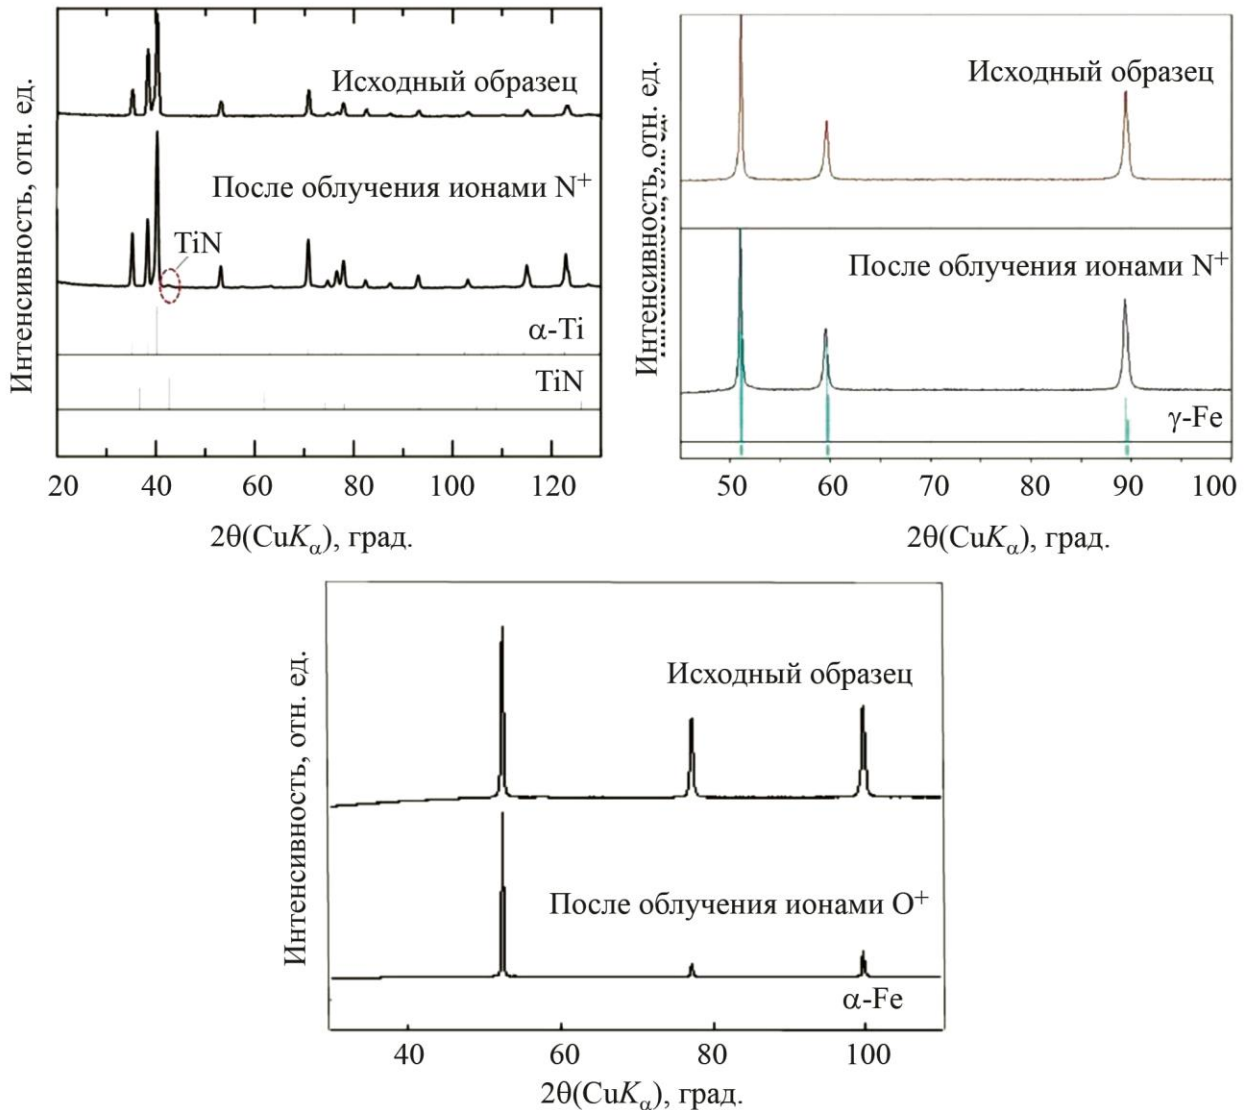 Интенсивность, отн. ед.
Исходный образец
После облучения ионами N⁺
TiN
α-Ti
TiN
20 40 60 80 100 120
2θ(CuKα), град.
Интенсивность, отн. ед.
Исходный образец
После облучения ионами N⁺
γ-Fe
50 60 70 80 90 100
2θ(CuKα), град.
Интенсивность, отн. ед.
Исходный образец
После облучения ионами O⁺
α-Fe
40 60 80 100
2θ(CuKα), град.